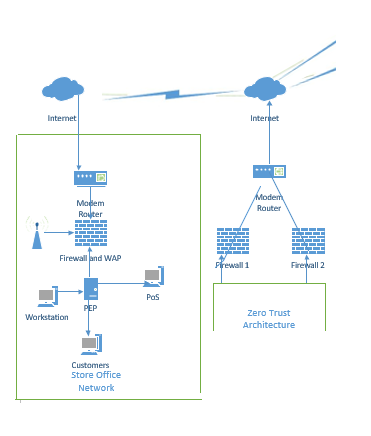 Internet
Internet
Modem
Router
Modem
Router
Firewall and WAP
Firewall 1
Firewall 2
PEP
PoS
Workstation
Zero Trust
Architecture
Customers
Store Office
Network